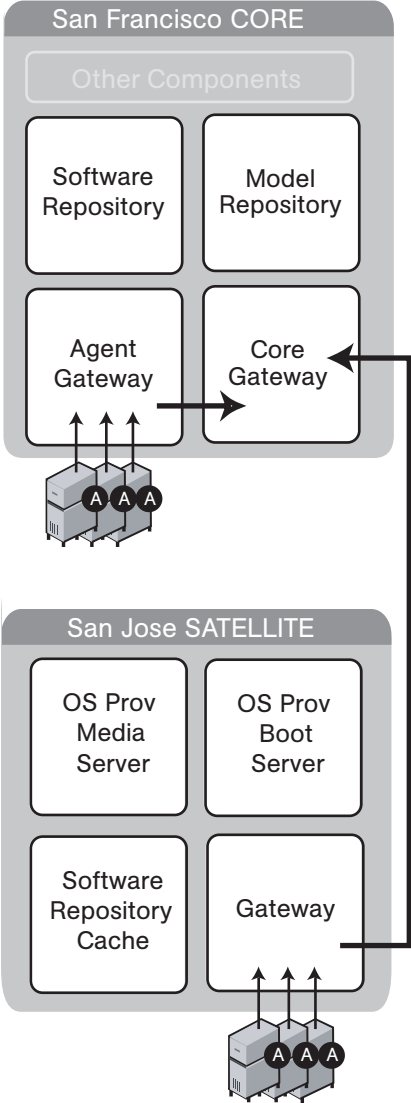 San Francisco CORE
Other Components
Software
Repository
Model
Repository
Agent
Gateway
Core
Gateway
A A A
San Jose SATELLITE
OS Prov
Media
Server
OS Prov
Boot
Server
Software
Repository
Cache
Gateway
A A A